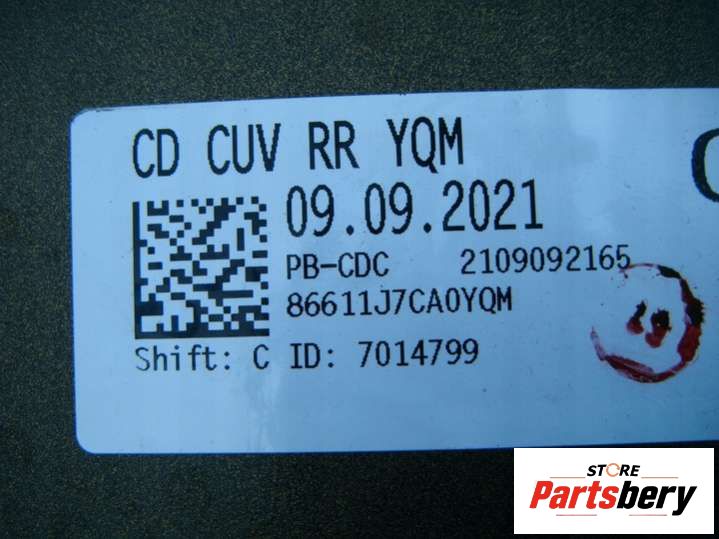 CD CUV RR YQM
09.09.2021
PB-CDC 2109092165
86611J7CA0YQM
Shift: C ID: 7014799
STORE
Partsbery